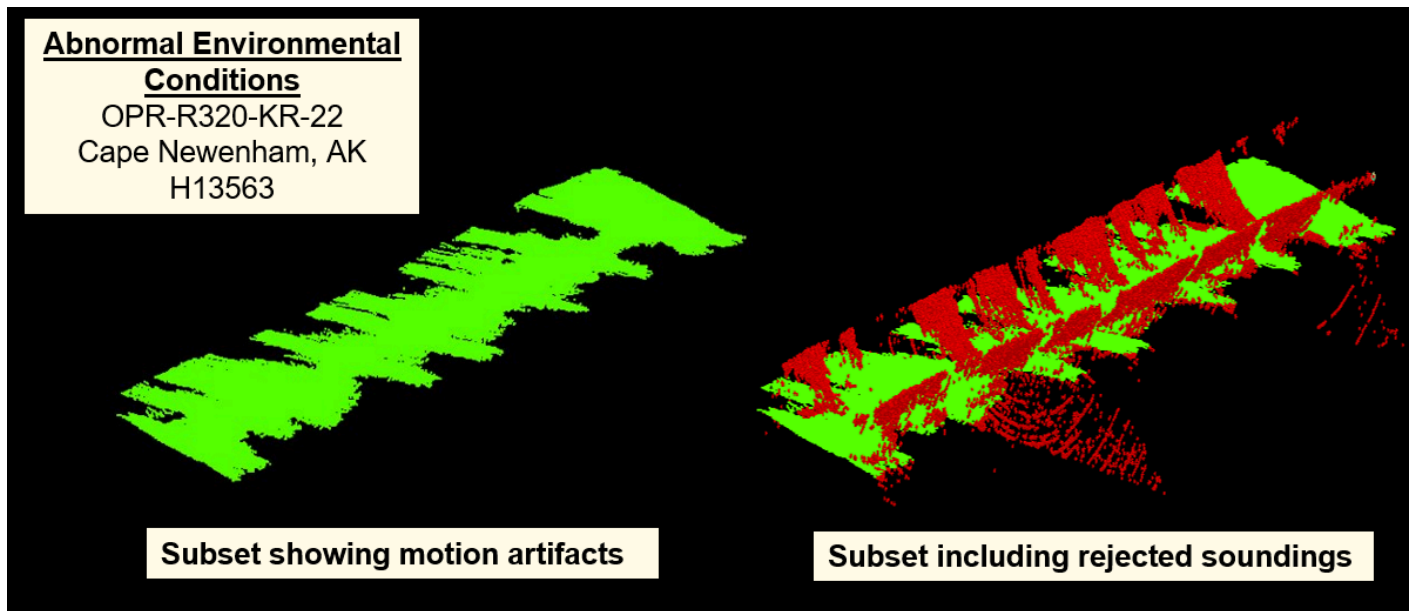 Abnormal Environmental
Conditions
OPR-R320-KR-22
Cape Newenham, AK
H13563
Subset showing motion artifacts
Subset including rejected soundings